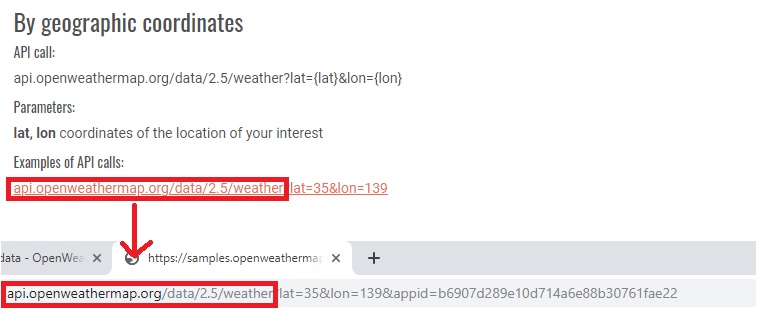 By geographic coordinates
API call:
api.openweathermap.org/data/2.5/weather?lat={lat}&lon={lon}
Parameters:
lat, lon coordinates of the location of your interest
Examples of API calls:
api.openweathermap.org/data/2.5/weather?lat=35&lon=139
data - OpenWea
https://samples.openweathermap
api.openweathermap.org/data/2.5/weather?lat=35&lon=139&appid=b6907d289e10d714a6e88b30761fae22